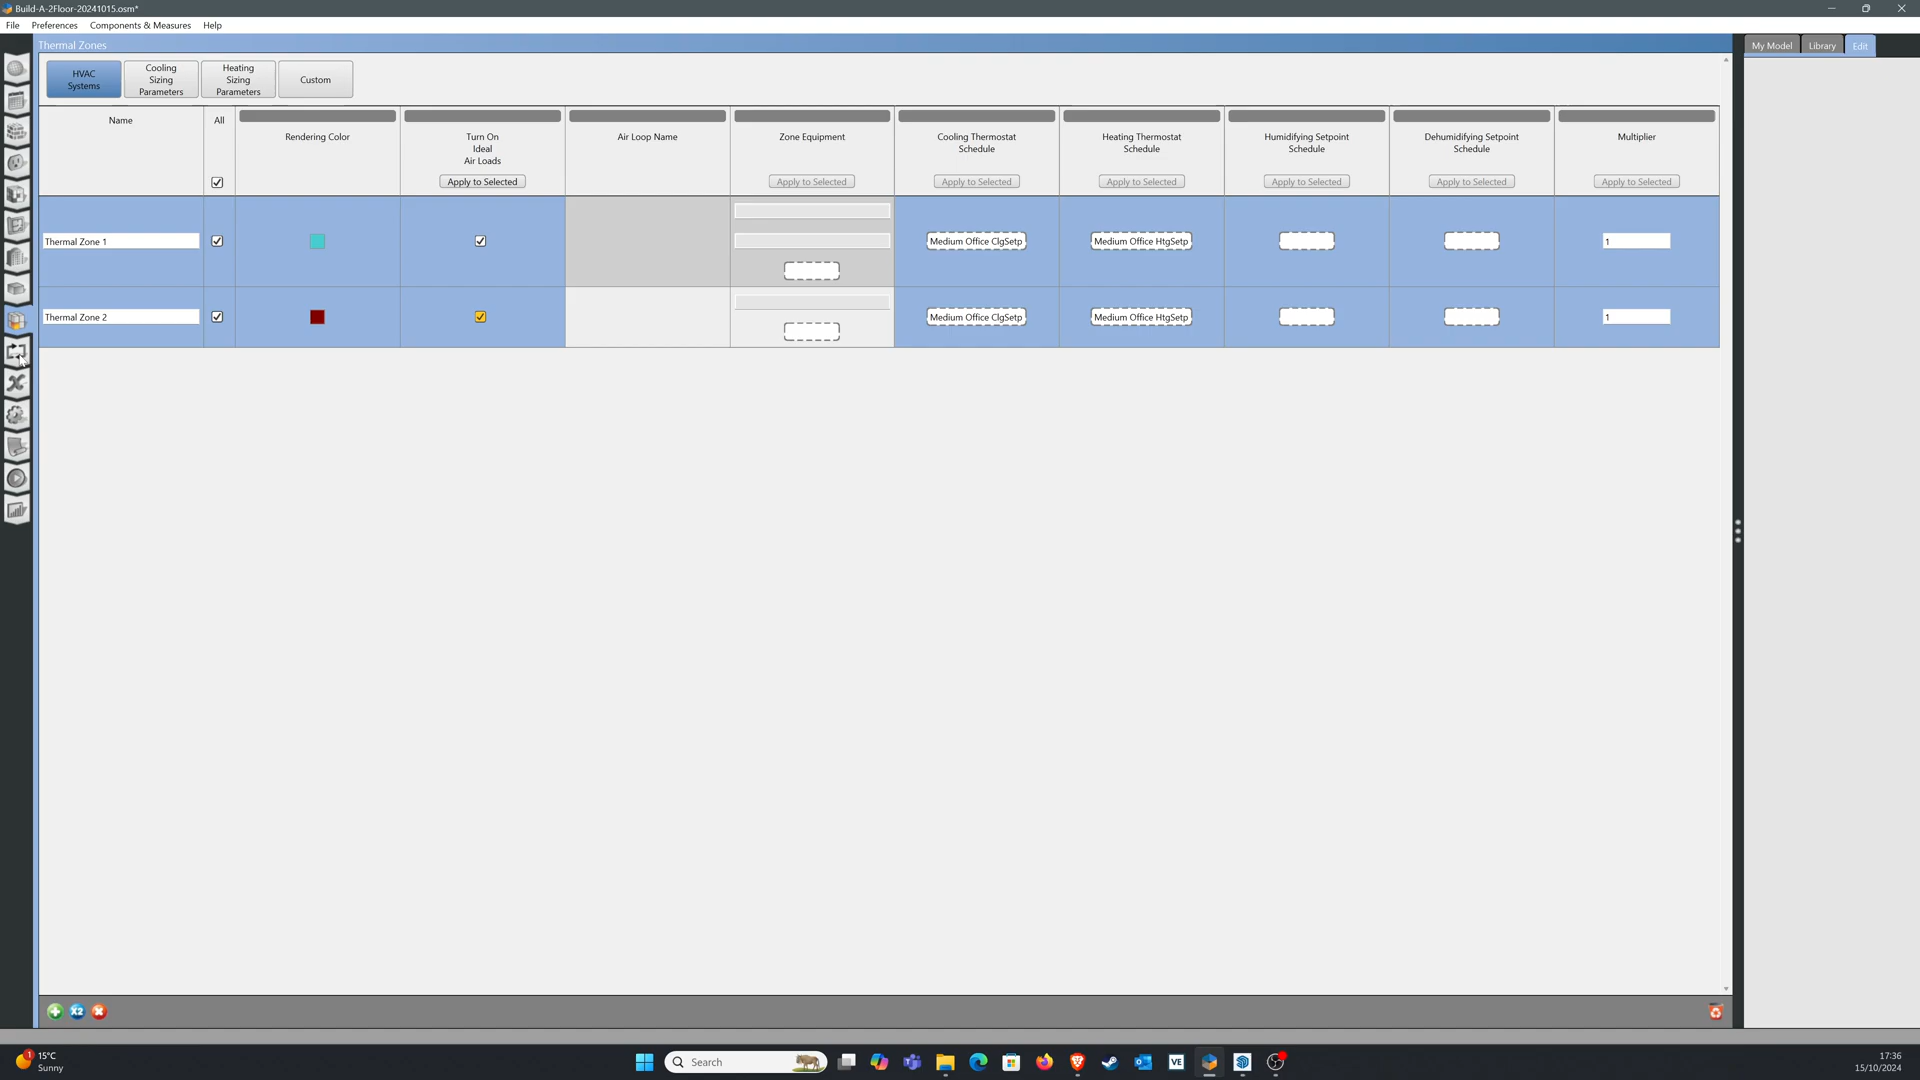 Build-A-2Floor-20241015.osm*
File Preferences Components & Measures Help
Thermal Zones
My Model Library Edit
HVAC
Systems
Cooling
Sizing
Parameters
Heating
Sizing
Parameters
Custom
Name
All
Rendering Color
Turn On
Ideal
Air Loads
Apply to Selected
Air Loop Name
Zone Equipment
Apply to Selected
Cooling Thermostat
Schedule
Apply to Selected
Heating Thermostat
Schedule
Apply to Selected
Humidifying Setpoint
Schedule
Apply to Selected
Dehumidifying Setpoint
Schedule
Apply to Selected
Multiplier
Apply to Selected
Thermal Zone 1
Medium Office ClgSetp
Medium Office HtgSetp
1
Thermal Zone 2
Medium Office ClgSetp
Medium Office HtgSetp
1
X2
1
15°C
Sunny
Search
VE
17:36
15/10/2024